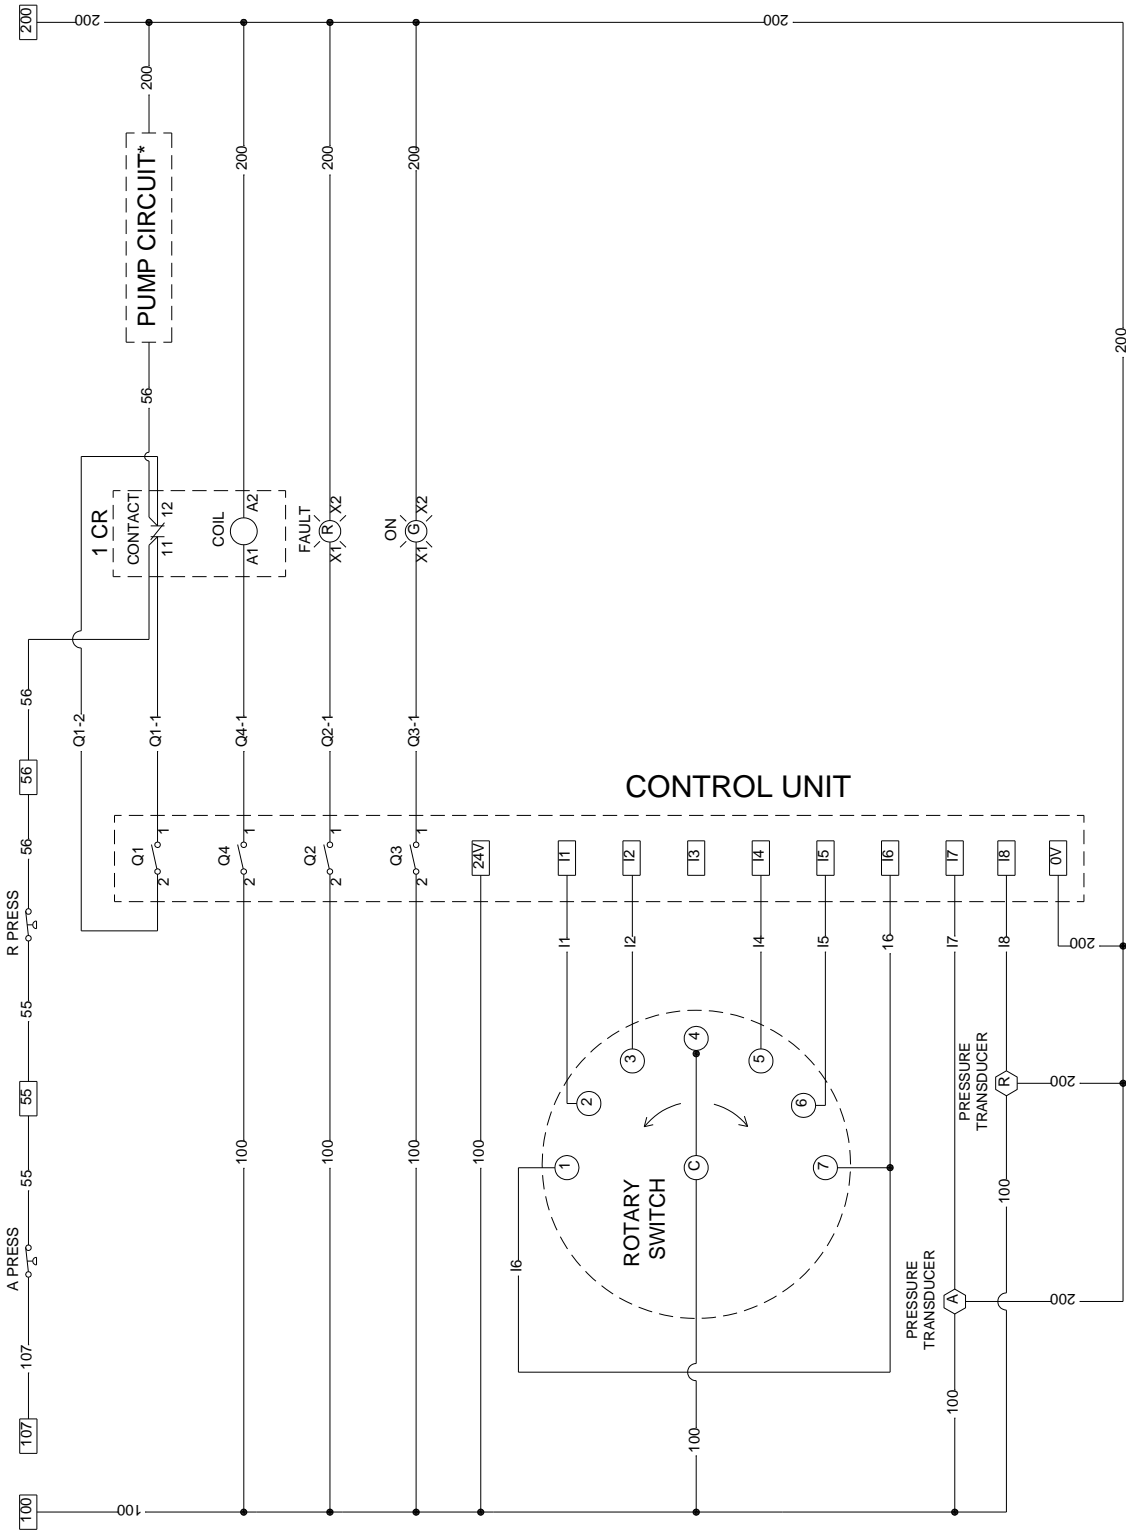 A PRESS
R PRESS
100
107
107
55
55
55
56
56
56
200
Q1-2
200
1 CR
100
CONTACT
Q1
2
1
Q1-1
11
12
56
PUMP CIRCUIT*
200
COIL
Q4
100
2
1
Q4-1
A1
A2
200
FAULT
Q2
100
2
1
Q2-1
X1
R
X2
200
ON
Q3
100
2
1
Q3-1
X1
G
X2
200
100
24V
I6
1
2
I1
I1
ROTARY
SWITCH
3
I2
I2
CONTROL UNIT
100
C
4
I3
5
I4
I4
7
6
I5
I5
16
I6
PRESSURE
TRANSDUCER
100
A
I7
I7
PRESSURE
TRANSDUCER
100
R
I8
I8
0V
200
200
200
200
200